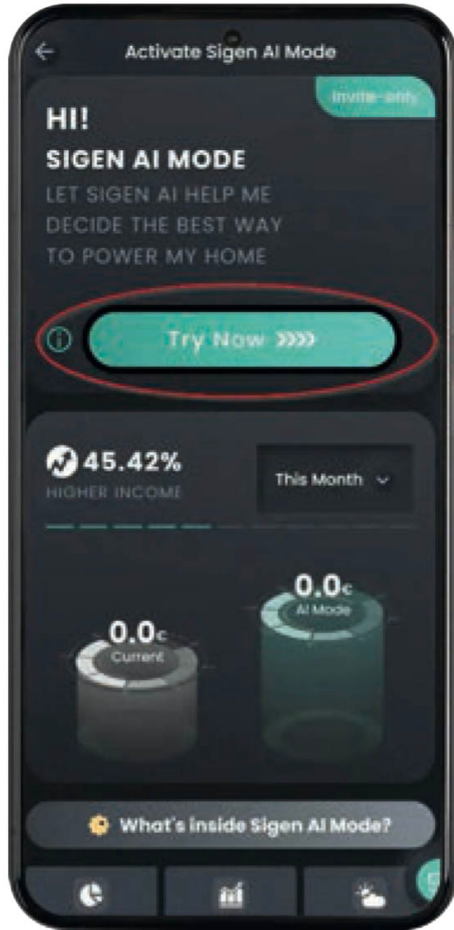 Activate Sigen AI Mode
Invite-only
HI!
SIGEN AI MODE
LET SIGEN AI HELP ME
DECIDE THE BEST WAY
TO POWER MY HOME
Try Now
45.42%
HIGHER INCOME
This Month
0.0€
AI Mode
0.0€
Current
What's inside Sigen AI Mode?